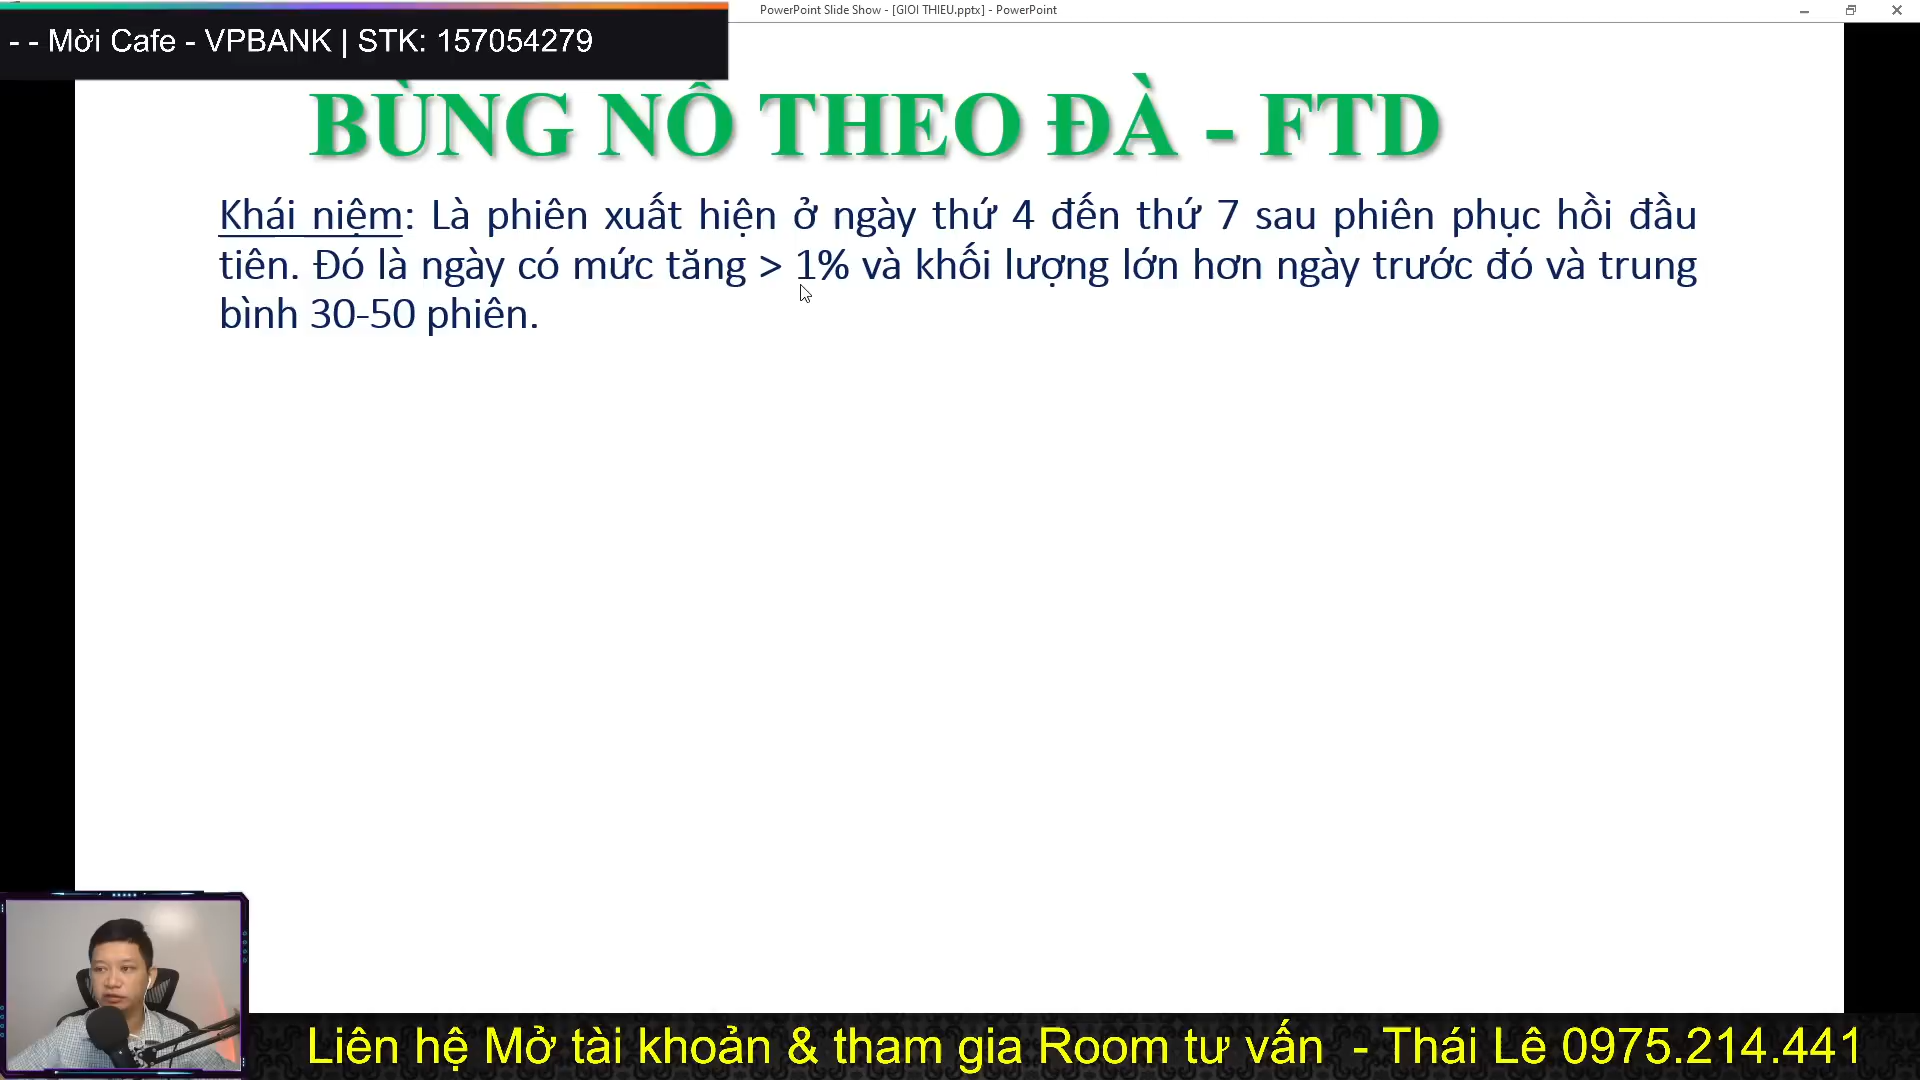 PowerPoint Slide Show - [GIOI THIEU.pptx] - PowerPoint
- - Mời Cafe - VPBANK | STK: 157054279
BÙNG NỔ THEO ĐÀ - FTD
Khái niệm: Là phiên xuất hiện ở ngày thứ 4 đến thứ 7 sau phiên phục hồi đầu
tiên. Đó là ngày có mức tăng > 1% và khối lượng lớn hơn ngày trước đó và trung
bình 30-50 phiên.
Liên hệ Mở tài khoản & tham gia Room tư vấn - Thái Lê 0975.214.441